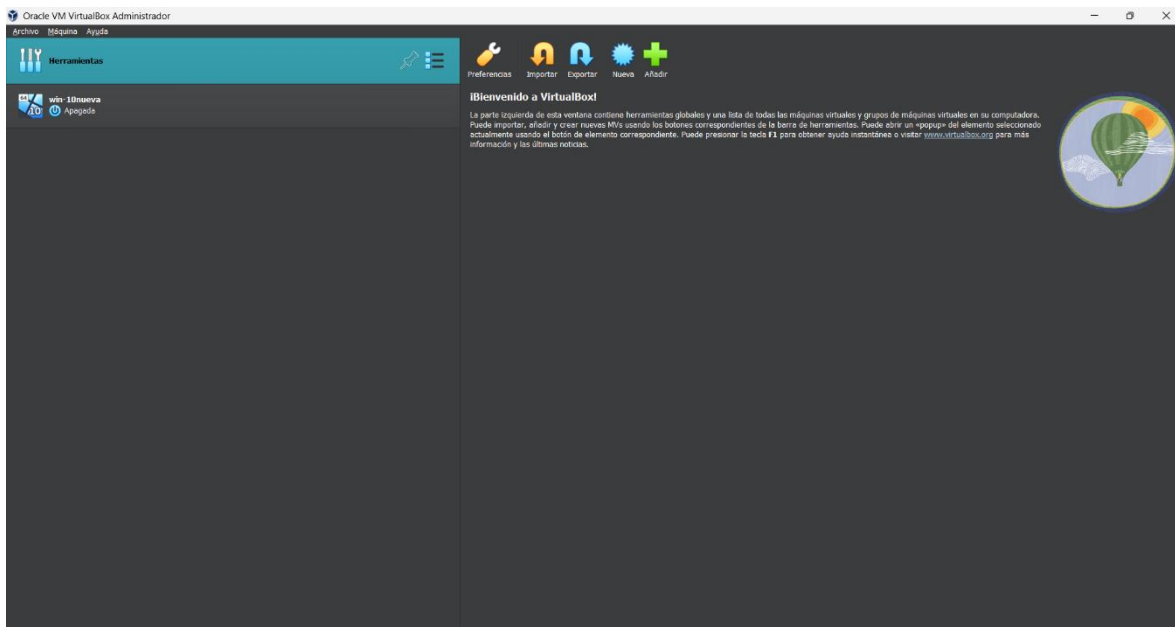 Oracle VM VirtualBox Administrador
Archivo Máquina Ayuda
Herramientas
Preferencias Importar Exportar Nueva Añadir
win-10nueva
Apagada
¡Bienvenido a VirtualBox!
La parte izquierda de esta ventana contiene herramientas globales y una lista de todas las máquinas virtuales y grupos de máquinas virtuales en su computadora.
Puede importar, añadir y crear nuevas MVs usando los botones correspondientes de la barra de herramientas. Puede abrir un «popup» del elemento seleccionado
actualmente usando el botón de elemento correspondiente. Puede presionar la tecla F1 para obtener ayuda instantánea o visitar www.virtualbox.org para más
información y las últimas noticias.